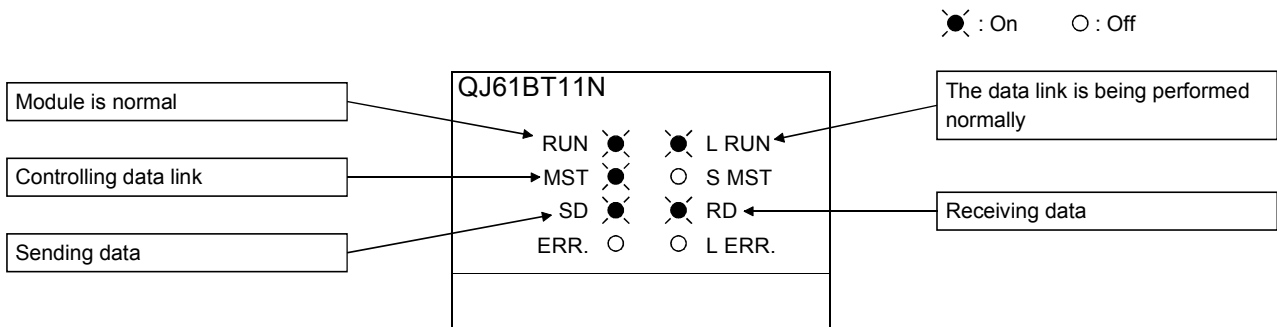 : On : Off
Module is normal
Controlling data link
Sending data
QJ61BT11N
RUN L RUN
MST S MST
SD RD
ERR. L ERR.
The data link is being performed
normally
Receiving data